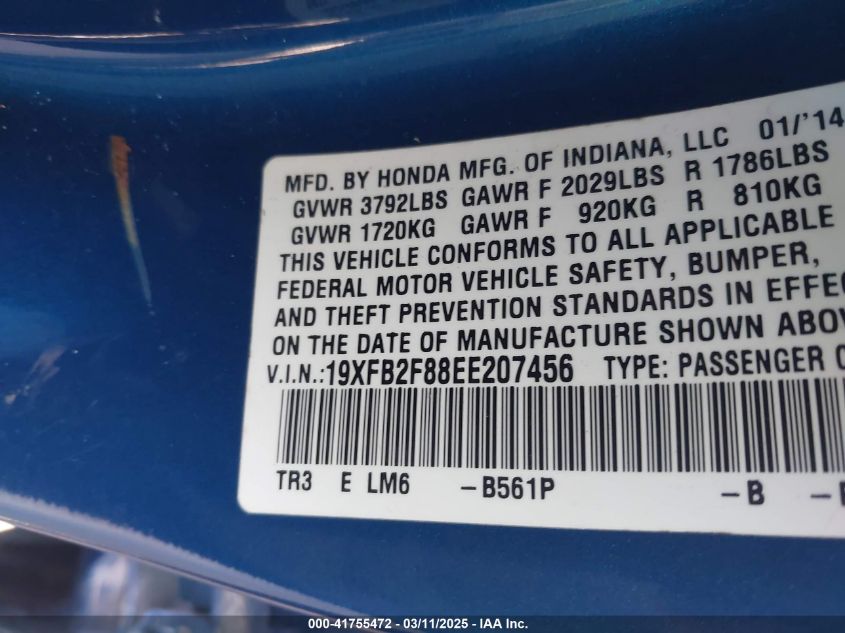 MFD. BY HONDA MFG. OF INDIANA, LLC 01/'14
GVWR 3792LBS GAWR F 2029LBS R 1786LBS
GVWR 1720KG GAWR F 920KG R 810KG
THIS VEHICLE CONFORMS TO ALL APPLICABLE
FEDERAL MOTOR VEHICLE SAFETY, BUMPER,
AND THEFT PREVENTION STANDARDS IN EFFE
ON THE DATE OF MANUFACTURE SHOWN ABOV
V.I.N.:19XFB2F88EE207456 TYPE: PASSENGER C
TR3 E LM6 -B561P -B -
000-41755472 - 03/11/2025 - IAA Inc.